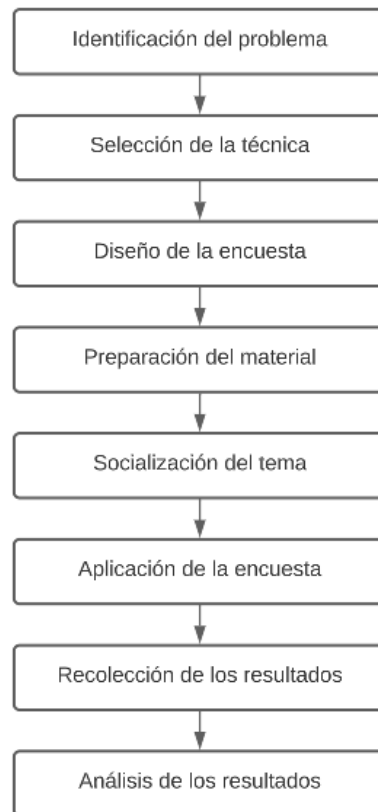 Identificación del problema
Selección de la técnica
Diseño de la encuesta
Preparación del material
Socialización del tema
Aplicación de la encuesta
Recolección de los resultados
Análisis de los resultados